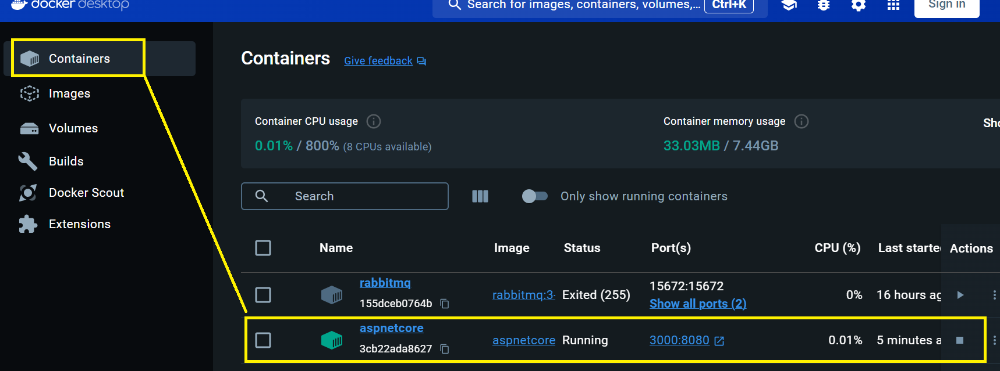 docker desktop
Search for images, containers, volumes,... Ctrl+K
Sign in
Containers
Images
Volumes
Builds
Docker Scout
Extensions
Containers Give feedback
Container CPU usage
0.01% / 800% (8 CPUs available)
Container memory usage
33.03MB / 7.44GB
Sho
Search
Only show running containers
Name Image Status Port(s) CPU (%) Last starte Actions
rabbitmq
155dceb0764b
rabbitmq:3- Exited (255)
15672:15672
Show all ports (2)
0% 16 hours ag
aspnetcore
3cb22ada8627
aspnetcore Running 3000:8080 0.01% 5 minutes a